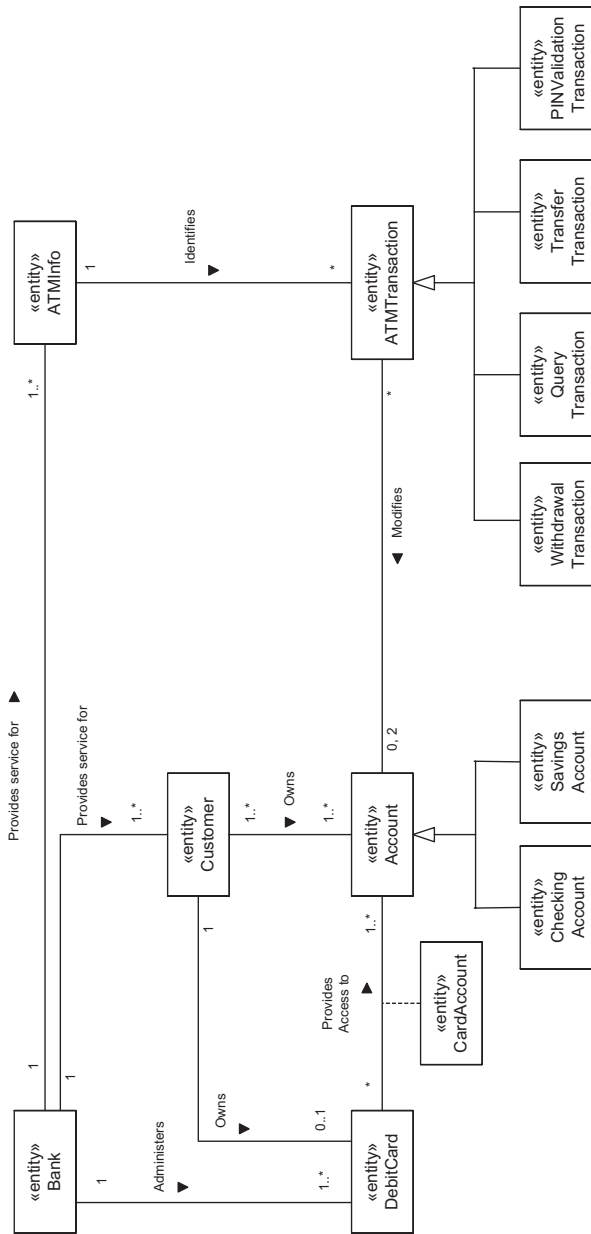 «entity»
Bank
«entity»
ATMInfo
1
1..*
Provides service for ▶
1
1..*
Provides service for
1
1..*
Administers
1
0..1
Owns
«entity»
Customer
1..*
1..*
Owns
1
*
Identifies
«entity»
DebitCard
*
1..*
Provides
Access to
«entity»
CardAccount
«entity»
Account
0, 2
*
Modifies
«entity»
ATMTransaction
«entity»
Checking
Account
«entity»
Savings
Account
«entity»
Withdrawal
Transaction
«entity»
Query
Transaction
«entity»
Transfer
Transaction
«entity»
PINValidation
Transaction